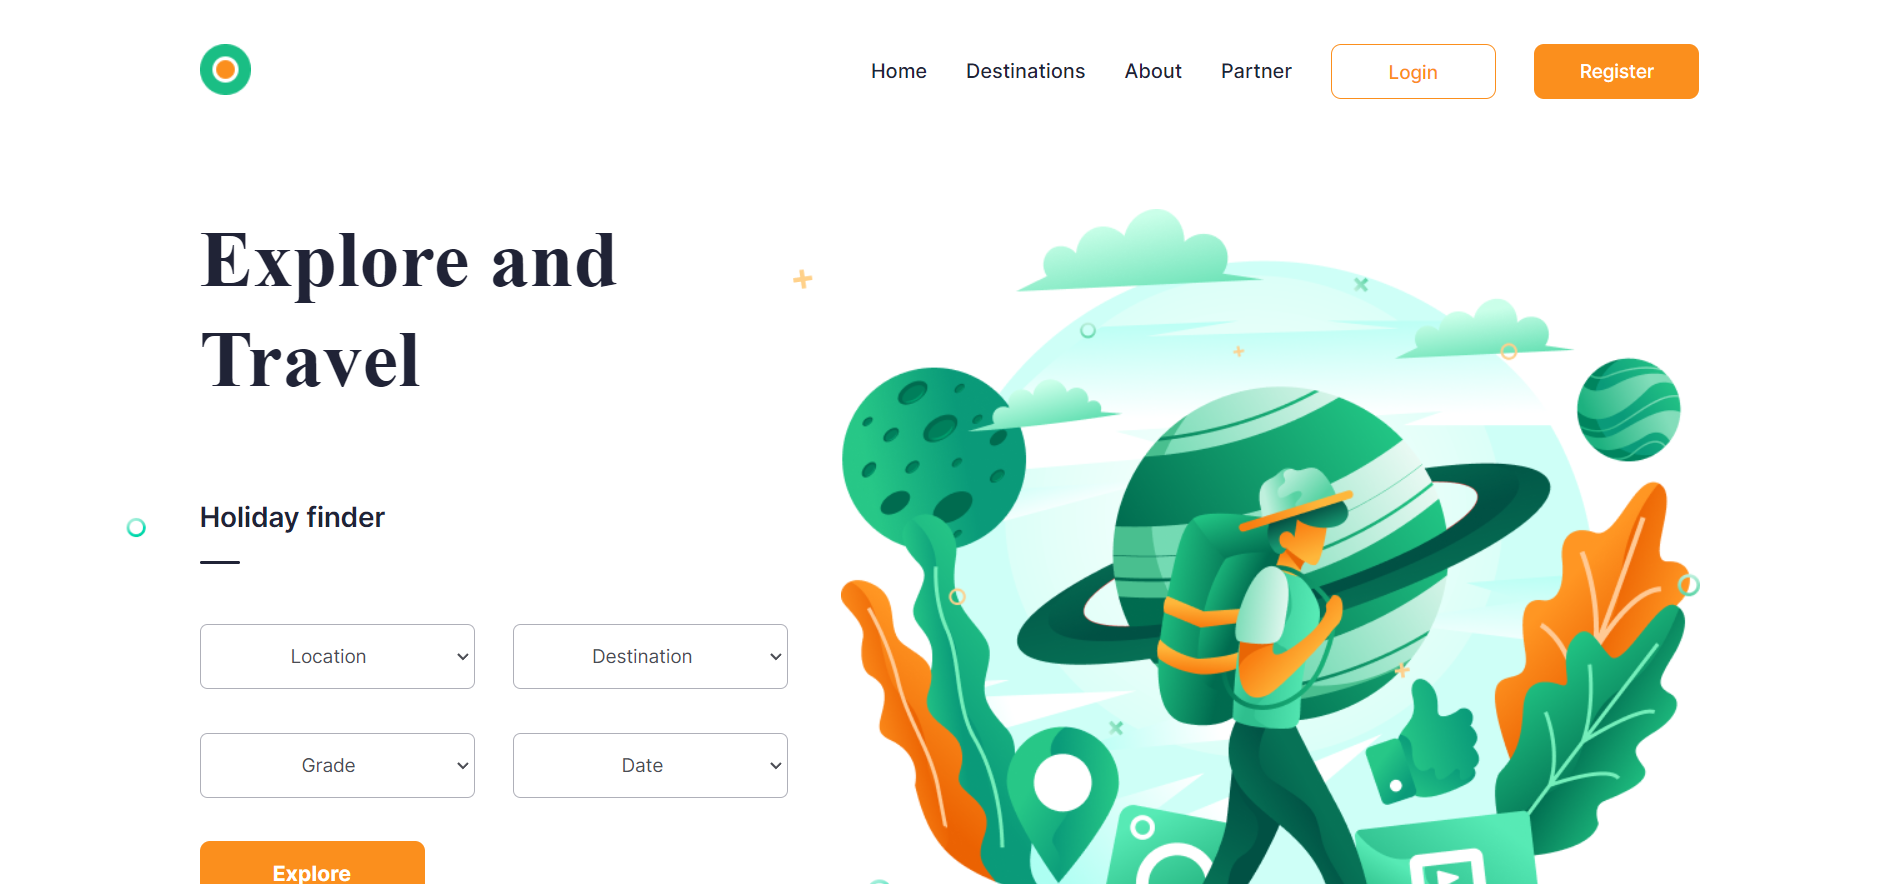 Home Destinations About Partner Login Register
Explore and
Travel
Holiday finder
Location Destination
Grade Date
Explore